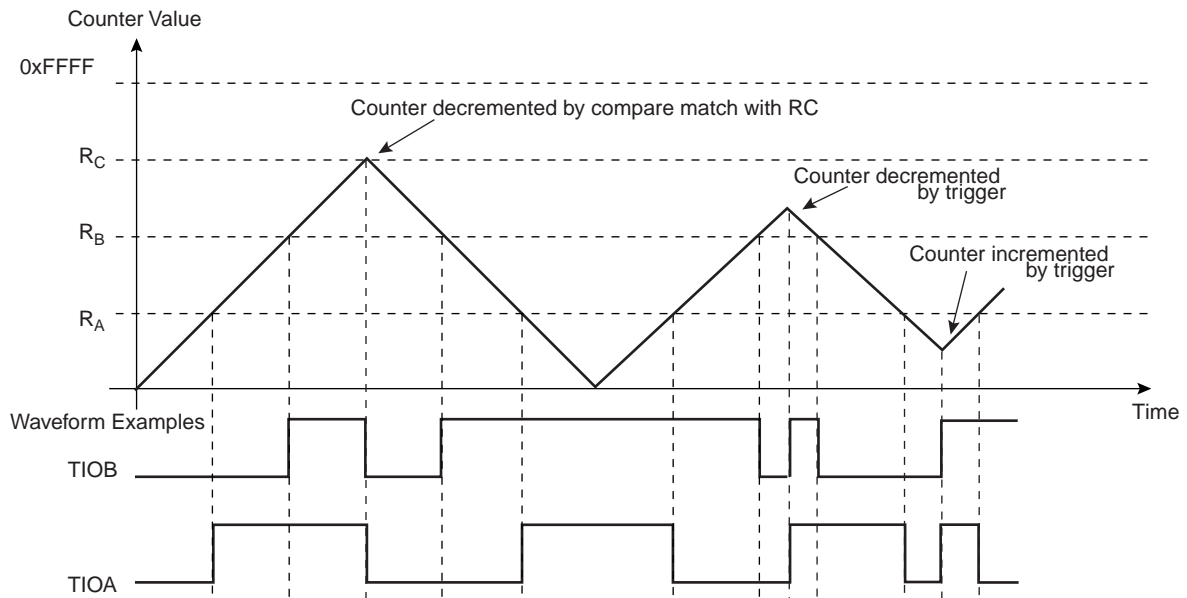 Counter Value
0xFFFF
Counter decremented by compare match with RC
RC
Counter decremented
by trigger
RB
Counter incremented
by trigger
RA
Time
Waveform Examples
TIOB
TIOA